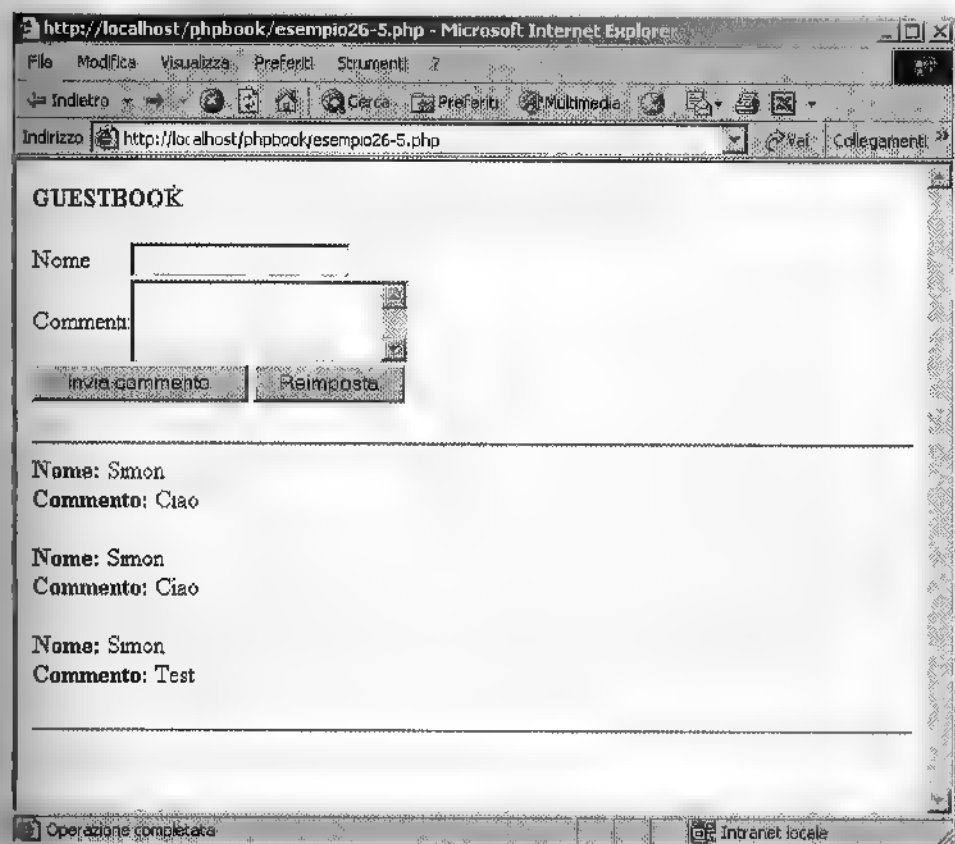 http://localhost/phpbook/esempio26-5.php - Microsoft Internet Explorer
File Modifica Visualizza Preferiti Strumenti ?
Indietro Cerca Preferiti Multimedia
Indirizzo http://localhost/phpbook/esempio26-5.php Vai Collegamenti »
GUESTBOOK
Nome
Commenti:
Invia commento Reimposta
Nome: Simon
Commento: Ciao
Nome: Simon
Commento: Ciao
Nome: Simon
Commento: Test
Operazione completata Intranet locale